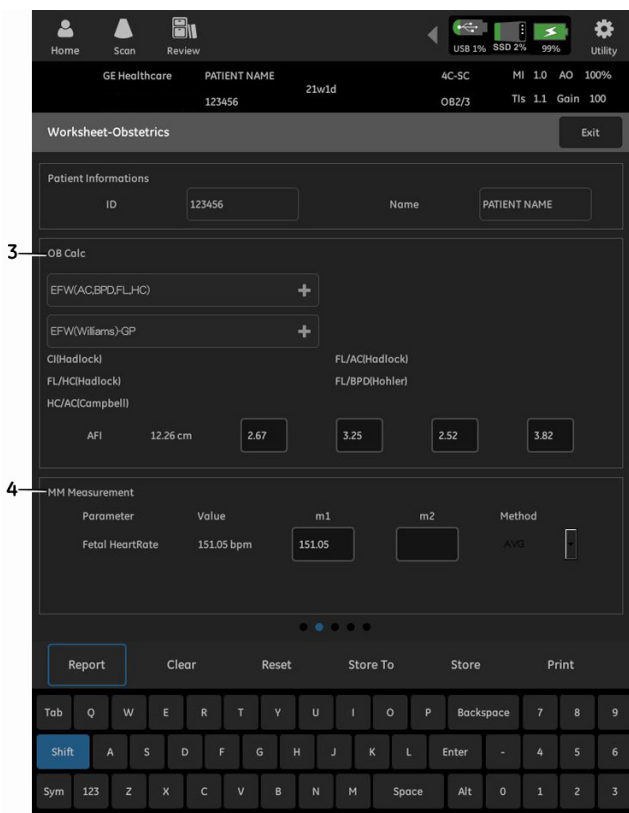 Home Scan Review USB 1% SSD 2% 99% Utility
GE Healthcare PATIENT NAME 21w1d 4C-SC MI 1.0 AO 100%
123456 OB2/3 TIs 1.1 Gain 100
Worksheet-Obstetrics Exit
Patient Informations
ID 123456 Name PATIENT NAME
3 OB Calc
EFW(AC,BPD,FL,HC) +
EFW(Williams)-GP +
CI(Hadlock) FL/AC(Hadlock)
FL/HC(Hadlock) FL/BPD(Hohler)
HC/AC(Campbell)
AFI 12.26 cm 2.67 3.25 2.52 3.82
4 MM Measurement
Parameter Value m1 m2 Method
Fetal HeartRate 151.05 bpm 151.05 AVG
Report Clear Reset Store To Store Print
Tab Q W E R T Y U I O P Backspace 7 8 9
Shift A S D F G H J K L Enter - 4 5 6
Sym 123 Z X C V B N M Space Alt 0 1 2 3